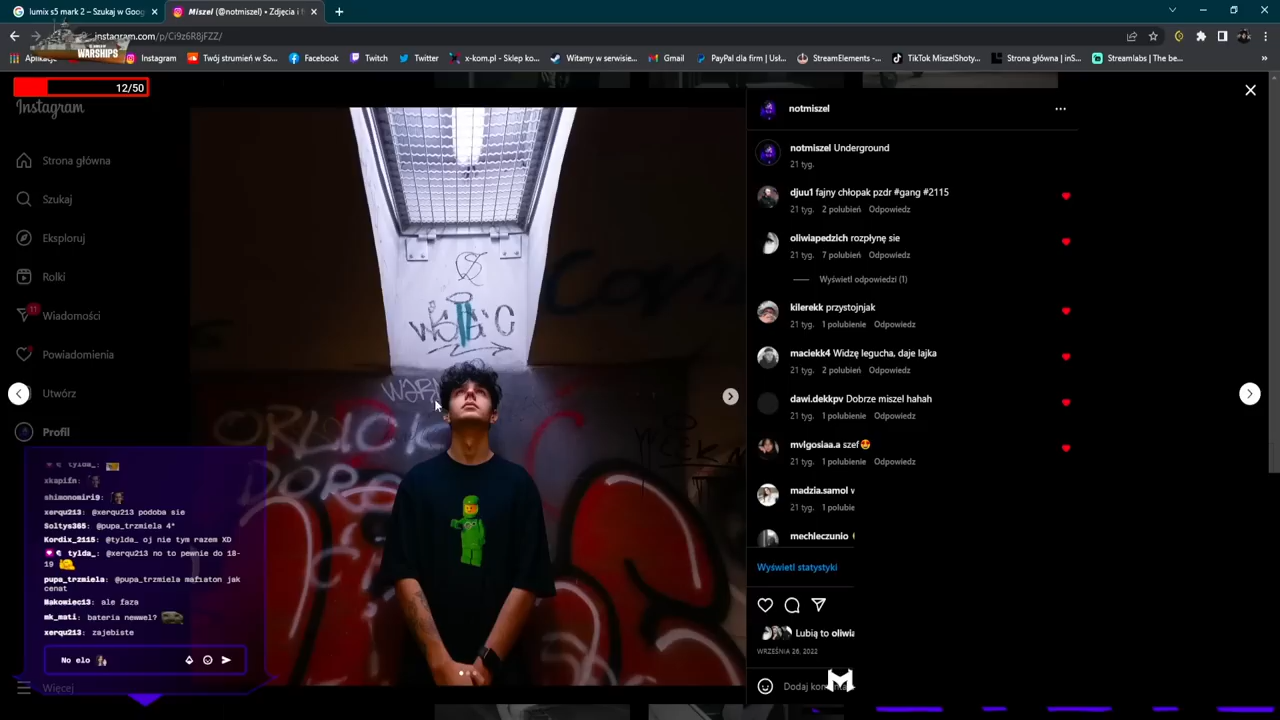 lumix s5 mark 2 – Szukaj w Goog
Miszel (@notmiszel) • Zdjęcia i f
instagram.com/p/Ci9z6R8jFZZ/
WARSHIPS
Aplikacje
Instagram
Twój strumień w So...
Facebook
Twitch
Twitter
x-kom.pl - Sklep ko...
Witamy w serwisie...
Gmail
PayPal dla firm | Usł...
StreamElements -...
TikTok MiszelShoty...
Strona główna | inS...
Streamlabs | The be...
12/50
Instagram
Strona główna
Szukaj
Eksploruj
Rolki
11
Wiadomości
Powiadomienia
Utwórz
Profil
Więcej
notmiszel
notmiszel Underground
21 tyg.
djuu1 fajny chłopak pzdr #gang #2115
21 tyg. 2 polubień Odpowiedz
oliwiapedzich rozpłynę sie
21 tyg. 7 polubień Odpowiedz
Wyświetl odpowiedzi (1)
kilerekk przystojnjak
21 tyg. 1 polubienie Odpowiedz
maciekk4 Widzę legucha, daje lajka
21 tyg. 2 polubień Odpowiedz
dawi.dekkpv Dobrze miszel hahah
21 tyg. 1 polubienie Odpowiedz
mvlgosiaa.a szef😍
21 tyg. 1 polubienie Odpowiedz
madzia.samol
21 tyg. 1 polubie
mechleczunio
Wyświetl statystyki
Lubią to oliwia
WRZEŚNIA 26, 2022
Dodaj kom
tylda_:
xkapifn:
shimonomiri9:
xerqu213: @xerqu213 podoba sie
Soltys365: @pupa_trzmiela 4*
Kordix_2115: @tylda_ oj nie tym razem XD
tylda_: @xerqu213 no to pewnie do 18-
19
pupa_trzmiela: @pupa_trzmiela mafiaton jak
cenat
Makowiec13: ale faza
mk_mati: bateria newwel?
xerqu213: zajebiste
No elo